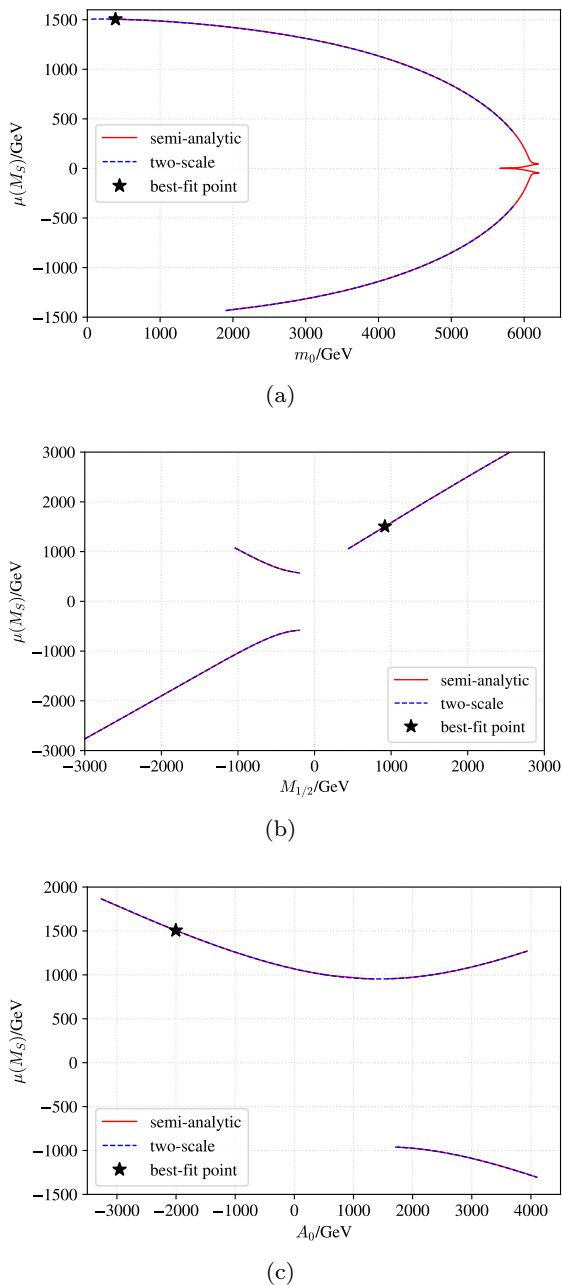 1500
1000
500
0
−500
−1000
−1500
μ(M_S)/GeV
semi-analytic
two-scale
best-fit point
0 1000 2000 3000 4000 5000 6000
m_0/GeV
(a)
3000
2000
1000
0
−1000
−2000
−3000
μ(M_S)/GeV
semi-analytic
two-scale
best-fit point
−3000 −2000 −1000 0 1000 2000 3000
M_{1/2}/GeV
(b)
2000
1500
1000
500
0
−500
−1000
−1500
μ(M_S)/GeV
semi-analytic
two-scale
best-fit point
−3000 −2000 −1000 0 1000 2000 3000 4000
A_0/GeV
(c)